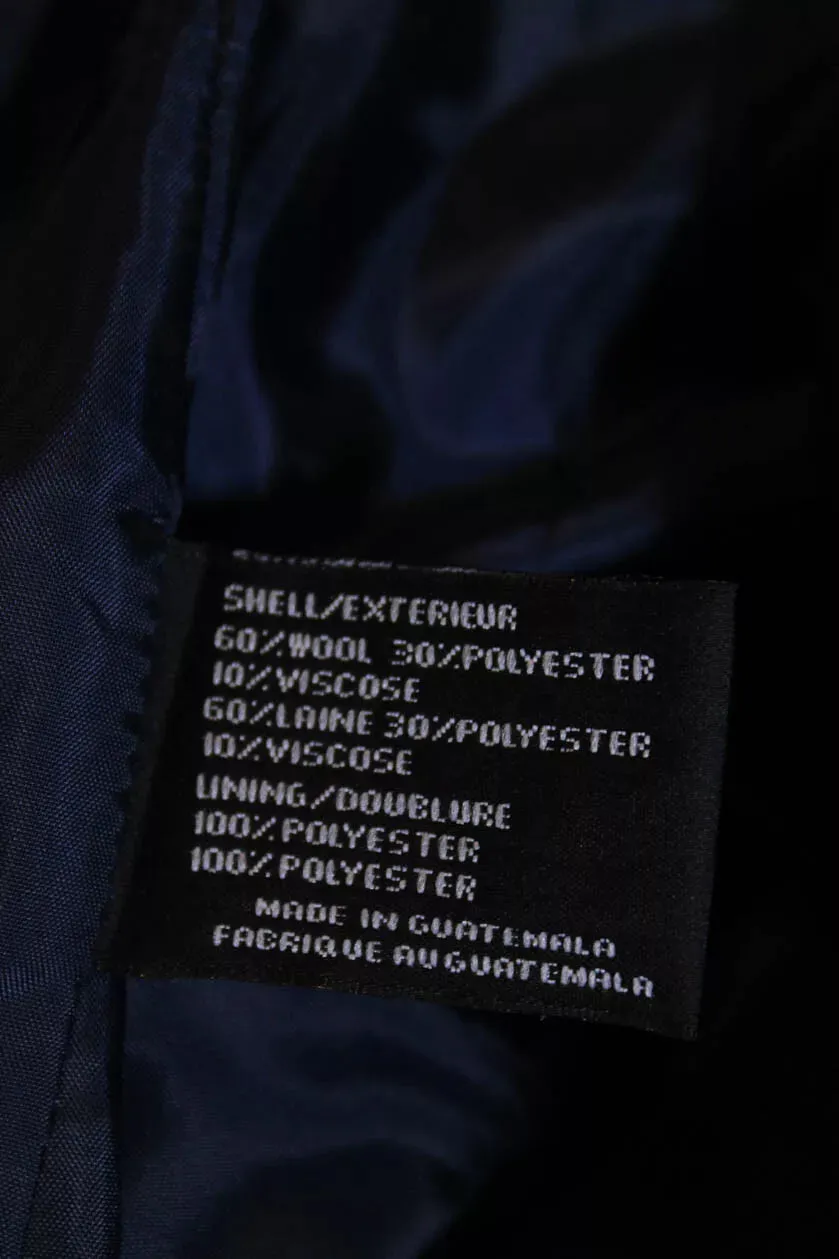 SHELL/EXTERIEUR
60%WOOL 30%POLYESTER
10%VISCOSE
60%LAINE 30%POLYESTER
10%VISCOSE
LINING/DOUBLURE
100%POLYESTER
100%POLYESTER
MADE IN GUATEMALA
FABRIQUE AU GUATEMALA